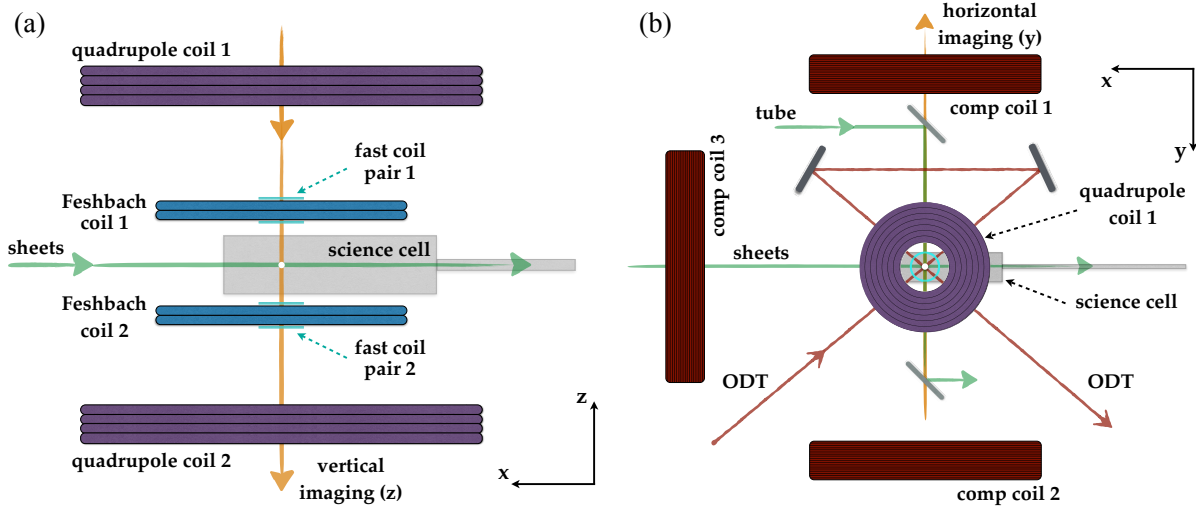 (a)
quadrupole coil 1
fast coil
pair 1
Feshbach
coil 1
science cell
sheets
Feshbach
coil 2
fast coil
pair 2
z
quadrupole coil 2
vertical
imaging (z)
x
(b)
horizontal
imaging (y)
x
comp coil 1
tube
y
comp coil 3
quadrupole
coil 1
sheets
science cell
ODT
ODT
comp coil 2